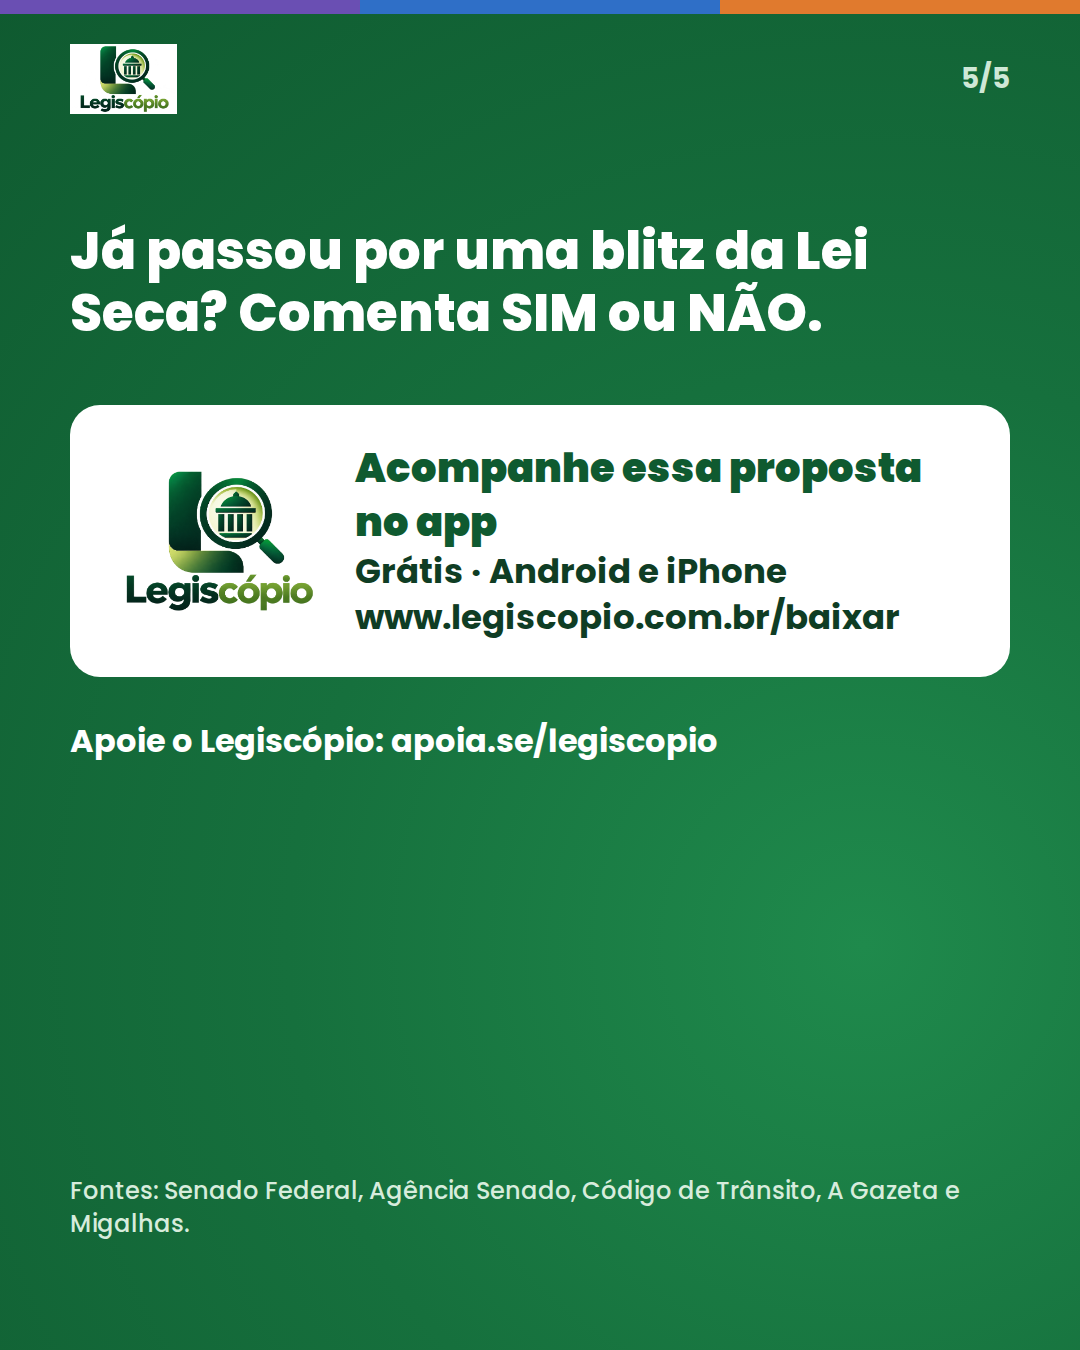 Legiscópio
5/5
Já passou por uma blitz da Lei
Seca? Comenta SIM ou NÃO.
Legiscópio
Acompanhe essa proposta
no app
Grátis · Android e iPhone
www.legiscopio.com.br/baixar
Apoie o Legiscópio: apoia.se/legiscopio
Fontes: Senado Federal, Agência Senado, Código de Trânsito, A Gazeta e
Migalhas.